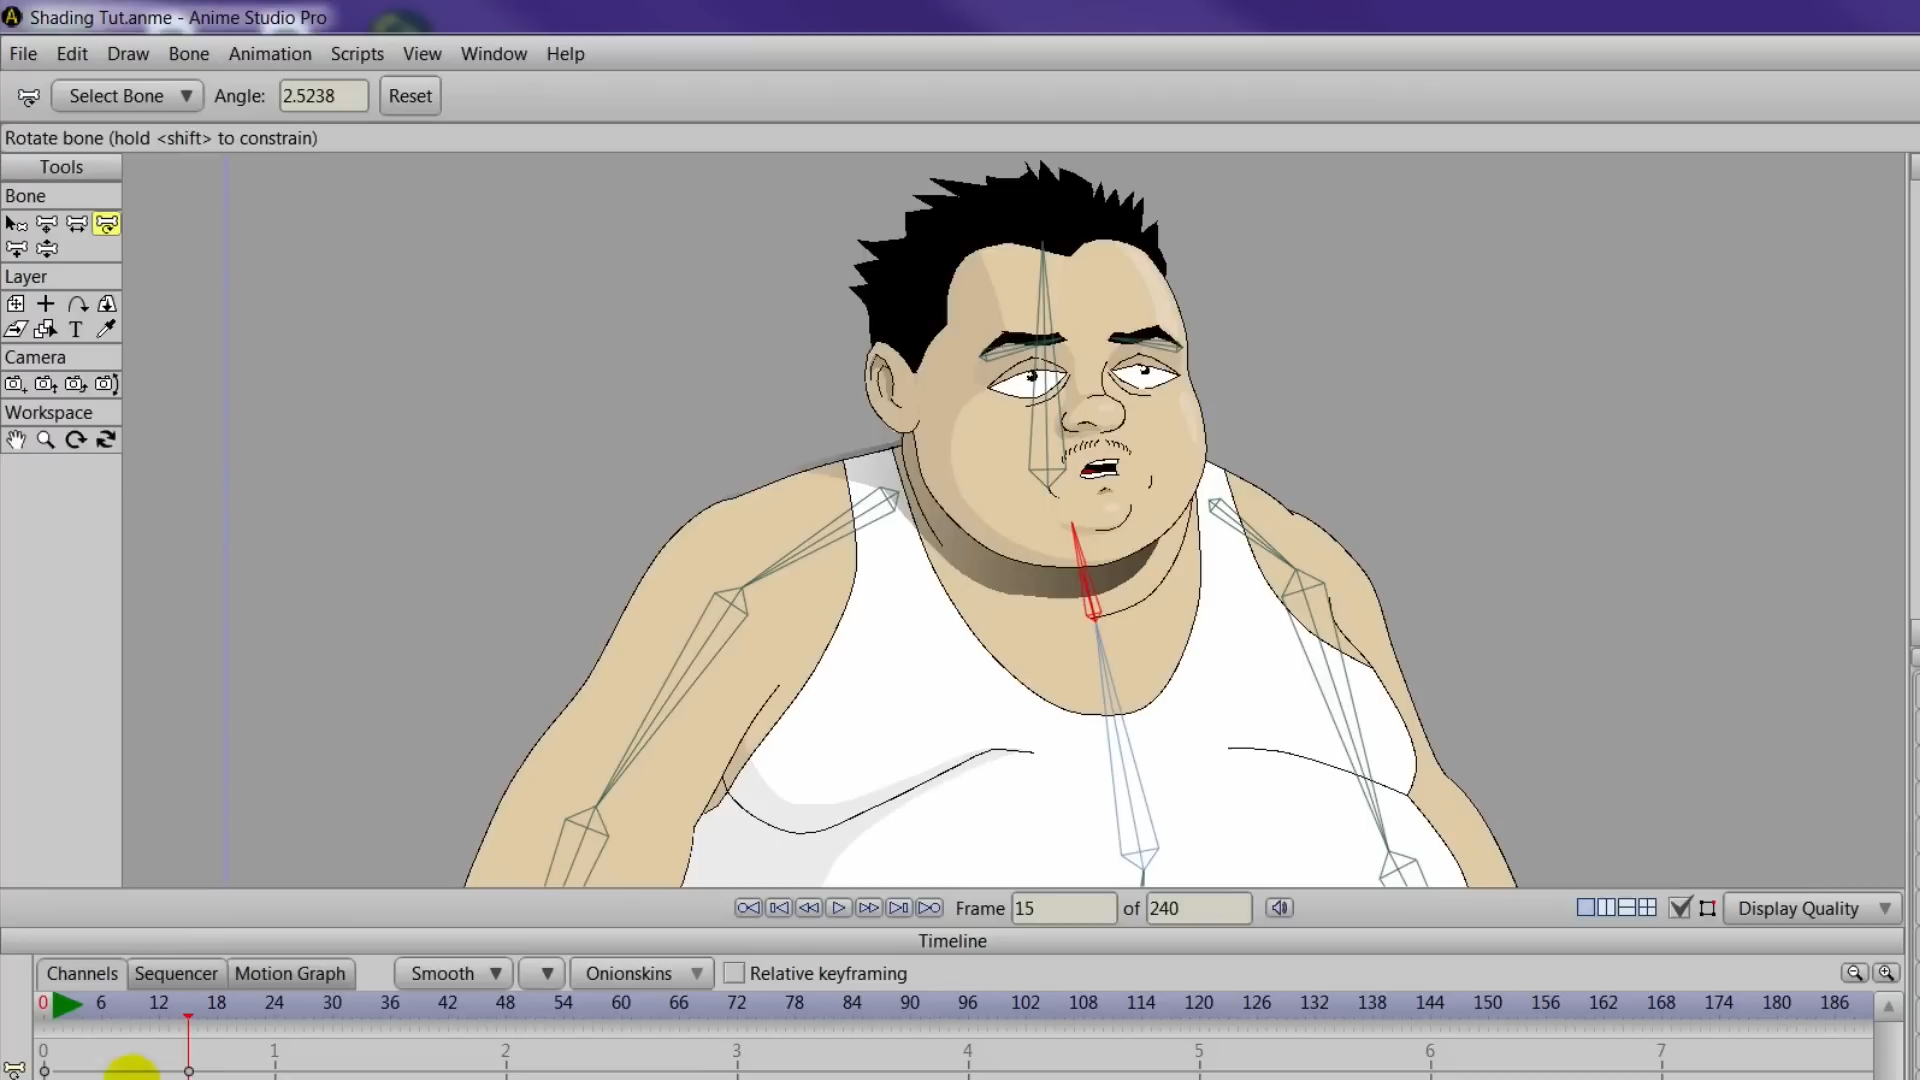 Shading Tut.anme - Anime Studio Pro
File Edit Draw Bone Animation Scripts View Window Help
Select Bone Angle: 2.5238 Reset
Rotate bone (hold <shift> to constrain)
Tools
Bone
Layer
T
Camera
Workspace
Frame 15 of 240 Display Quality
Timeline
Channels Sequencer Motion Graph Smooth Onionskins Relative keyframing
0 6 12 18 24 30 36 42 48 54 60 66 72 78 84 90 96 102 108 114 120 126 132 138 144 150 156 162 168 174 180 186
0 1 2 3 4 5 6 7